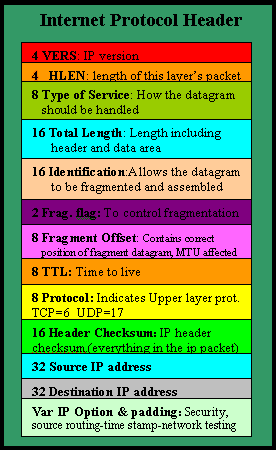 Internet Protocol Header
4 VERS: IP version
4 HLEN: length of this layer's packet
8 Type of Service: How the datagram
should be handled
16 Total Length: Length including
header and data area
16 Identification:Allows the datagram
to be fragmented and assembled
2 Frag. flag: To control fragmentation
8 Fragment Offset: Contains correct
position of fragment datagram, MTU affected
8 TTL: Time to live
8 Protocol: Indicates Upper layer prot.
TCP=6 UDP=17
16 Header Checksum: IP header
checksum,(everything in the ip packet)
32 Source IP address
32 Destination IP address
Var IP Option & padding: Security,
source routing-time stamp-network testing